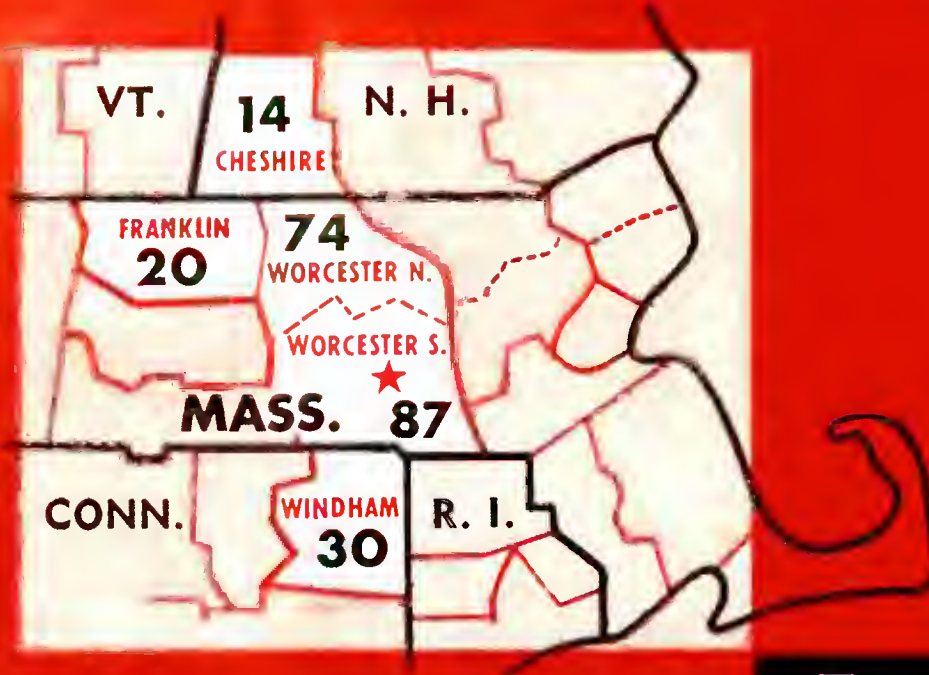 VT.
14
CHESHIRE
N. H.
FRANKLIN
20
74
WORCESTER N.
WORCESTER S.
MASS.
87
CONN.
WINDHAM
30
R. I.